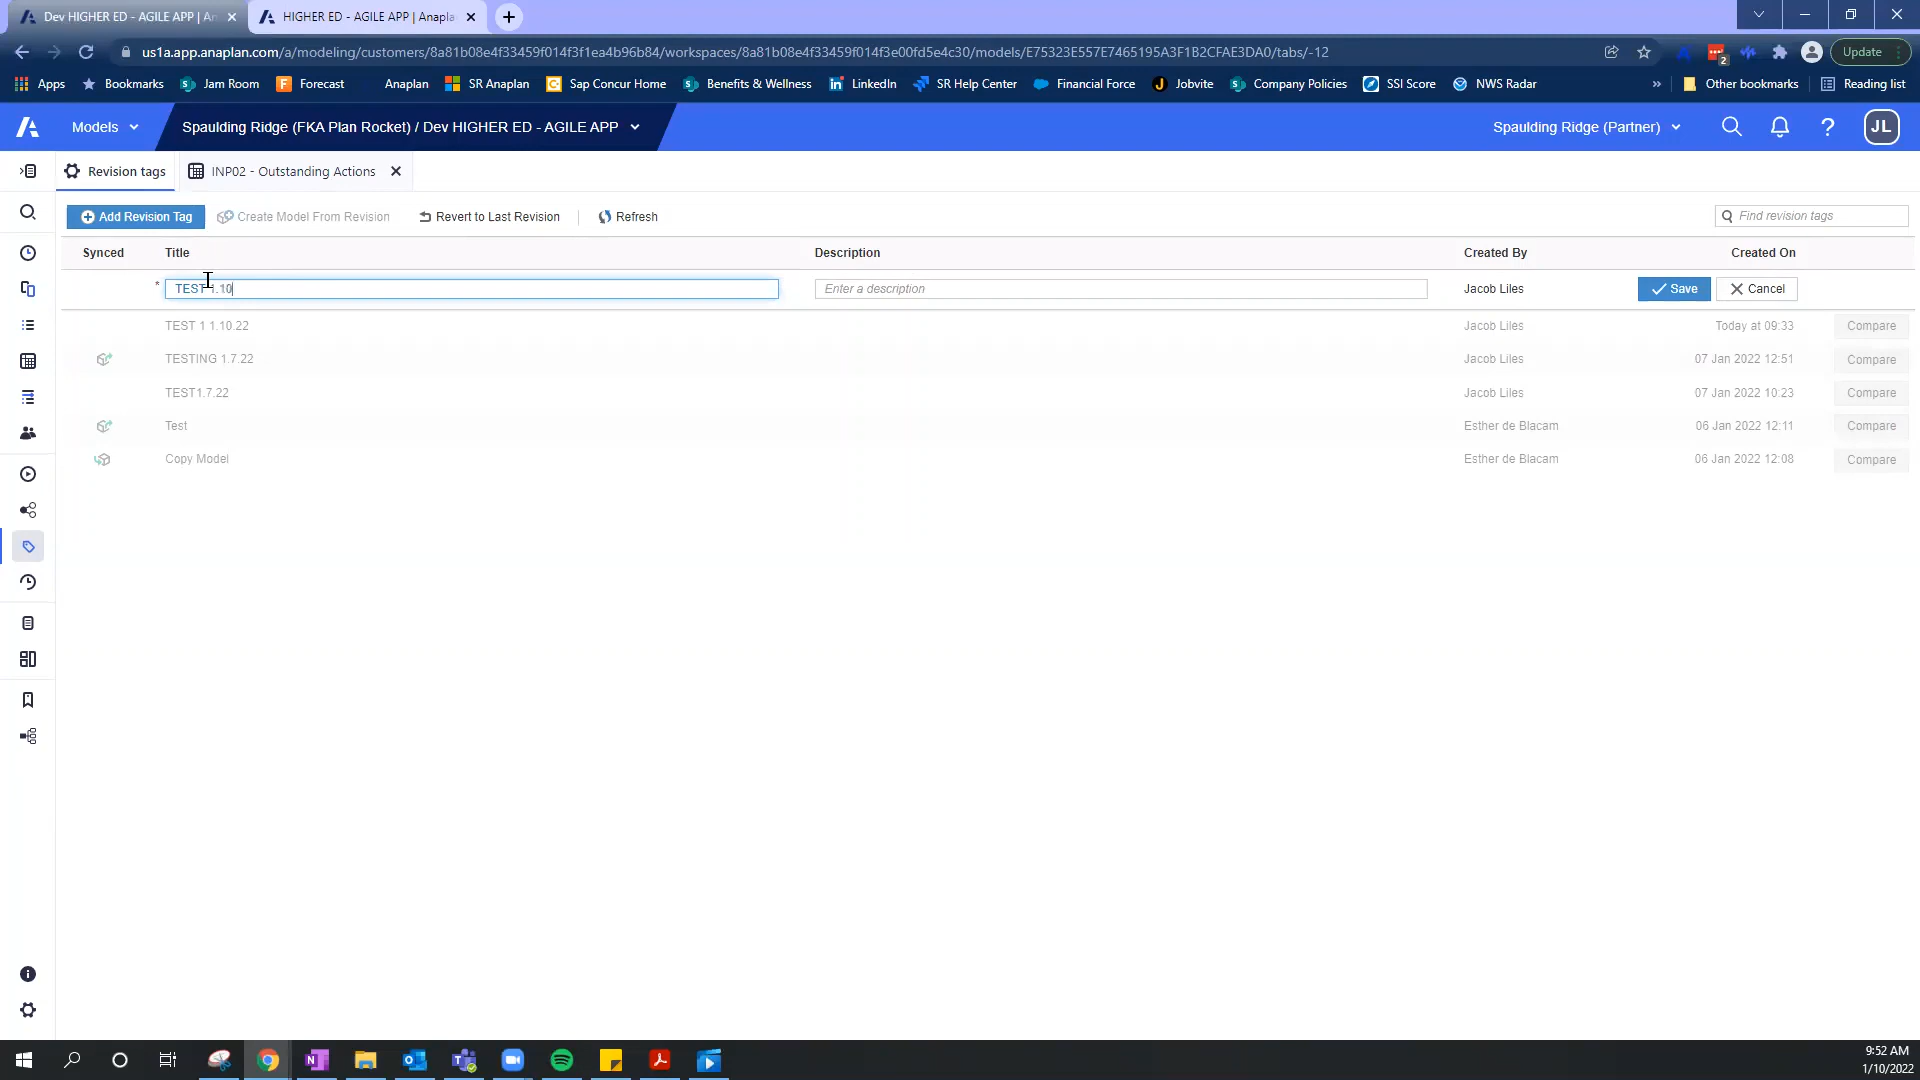 Dev HIGHER ED - AGILE APP | An
HIGHER ED - AGILE APP | Anapla
us1a.app.anaplan.com/a/modeling/customers/8a81b08e4f33459f014f3f1ea4b96b84/workspaces/8a81b08e4f33459f014f3e00fd5e4c30/models/E75323E557E7465195A3F1B2CFAE3DA0/tabs/-12
2
Update
Apps
Bookmarks
Jam Room
Forecast
Anaplan
SR Anaplan
Sap Concur Home
Benefits & Wellness
LinkedIn
SR Help Center
Financial Force
Jobvite
Company Policies
SSI Score
NWS Radar
»
Other bookmarks
Reading list
Models
Spaulding Ridge (FKA Plan Rocket) / Dev HIGHER ED - AGILE APP
Spaulding Ridge (Partner)
JL
Revision tags
INP02 - Outstanding Actions
Add Revision Tag
Create Model From Revision
Revert to Last Revision
Refresh
Find revision tags
Synced Title Description Created By Created On
* TEST 1.10 Enter a description Jacob Liles Save Cancel
TEST 1 1.10.22 Jacob Liles Today at 09:33 Compare
TESTING 1.7.22 Jacob Liles 07 Jan 2022 12:51 Compare
TEST1.7.22 Jacob Liles 07 Jan 2022 10:23 Compare
Test Esther de Blacam 06 Jan 2022 12:11 Compare
Copy Model Esther de Blacam 06 Jan 2022 12:08 Compare
9:52 AM
1/10/2022